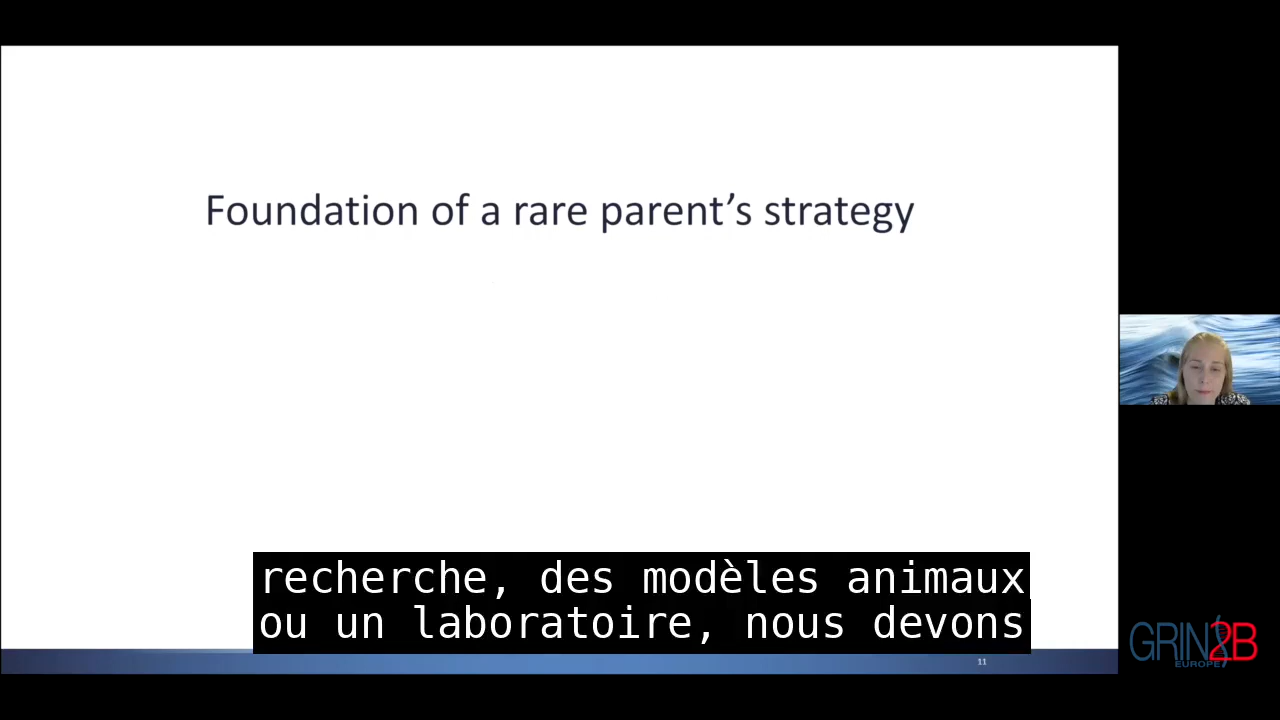 Foundation of a rare parent's strategy
recherche, des modèles animaux
ou un laboratoire, nous devons
11
GRIN2B
EUROPE